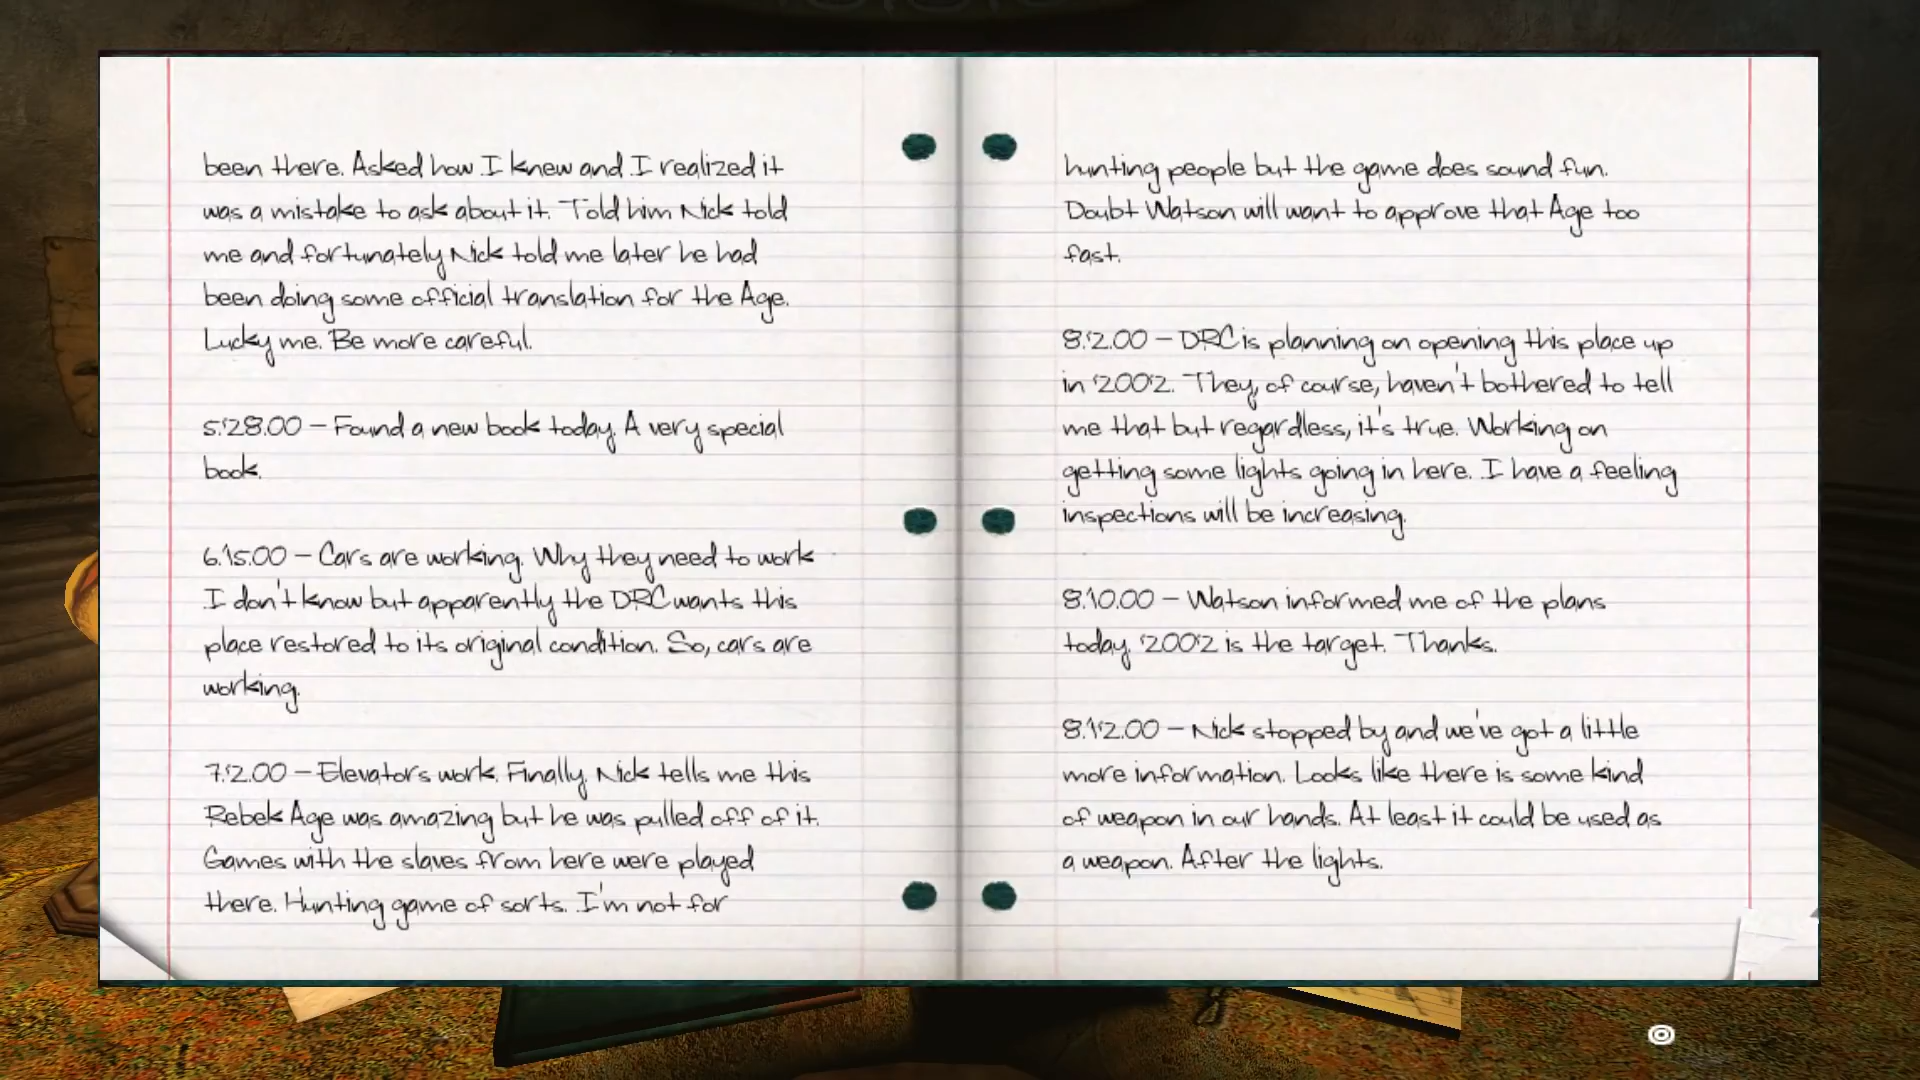 been there. Asked how I knew and I realized it
was a mistake to ask about it. Told him Nick told
me and fortunately Nick told me later he had
been doing some official translation for the Age.
Lucky me. Be more careful.
5.28.00 – Found a new book today. A very special
book.
6.15.00 – Cars are working. Why they need to work
I don't know but apparently the DRC wants this
place restored to its original condition. So, cars are
working.
7.2.00 – Elevators work. Finally. Nick tells me this
Rebek Age was amazing but he was pulled off of it.
Games with the slaves from here were played
there. Hunting game of sorts. I'm not for
hunting people but the game does sound fun.
Doubt Watson will want to approve that Age too
fast.
8.2.00 – DRC is planning on opening this place up
in 2002. They, of course, haven't bothered to tell
me that but regardless, it's true. Working on
getting some lights going in here. I have a feeling
inspections will be increasing.
8.10.00 – Watson informed me of the plans
today. 2002 is the target. Thanks.
8.12.00 – Nick stopped by and we've got a little
more information. Looks like there is some kind
of weapon in our hands. At least it could be used as
a weapon. After the lights.